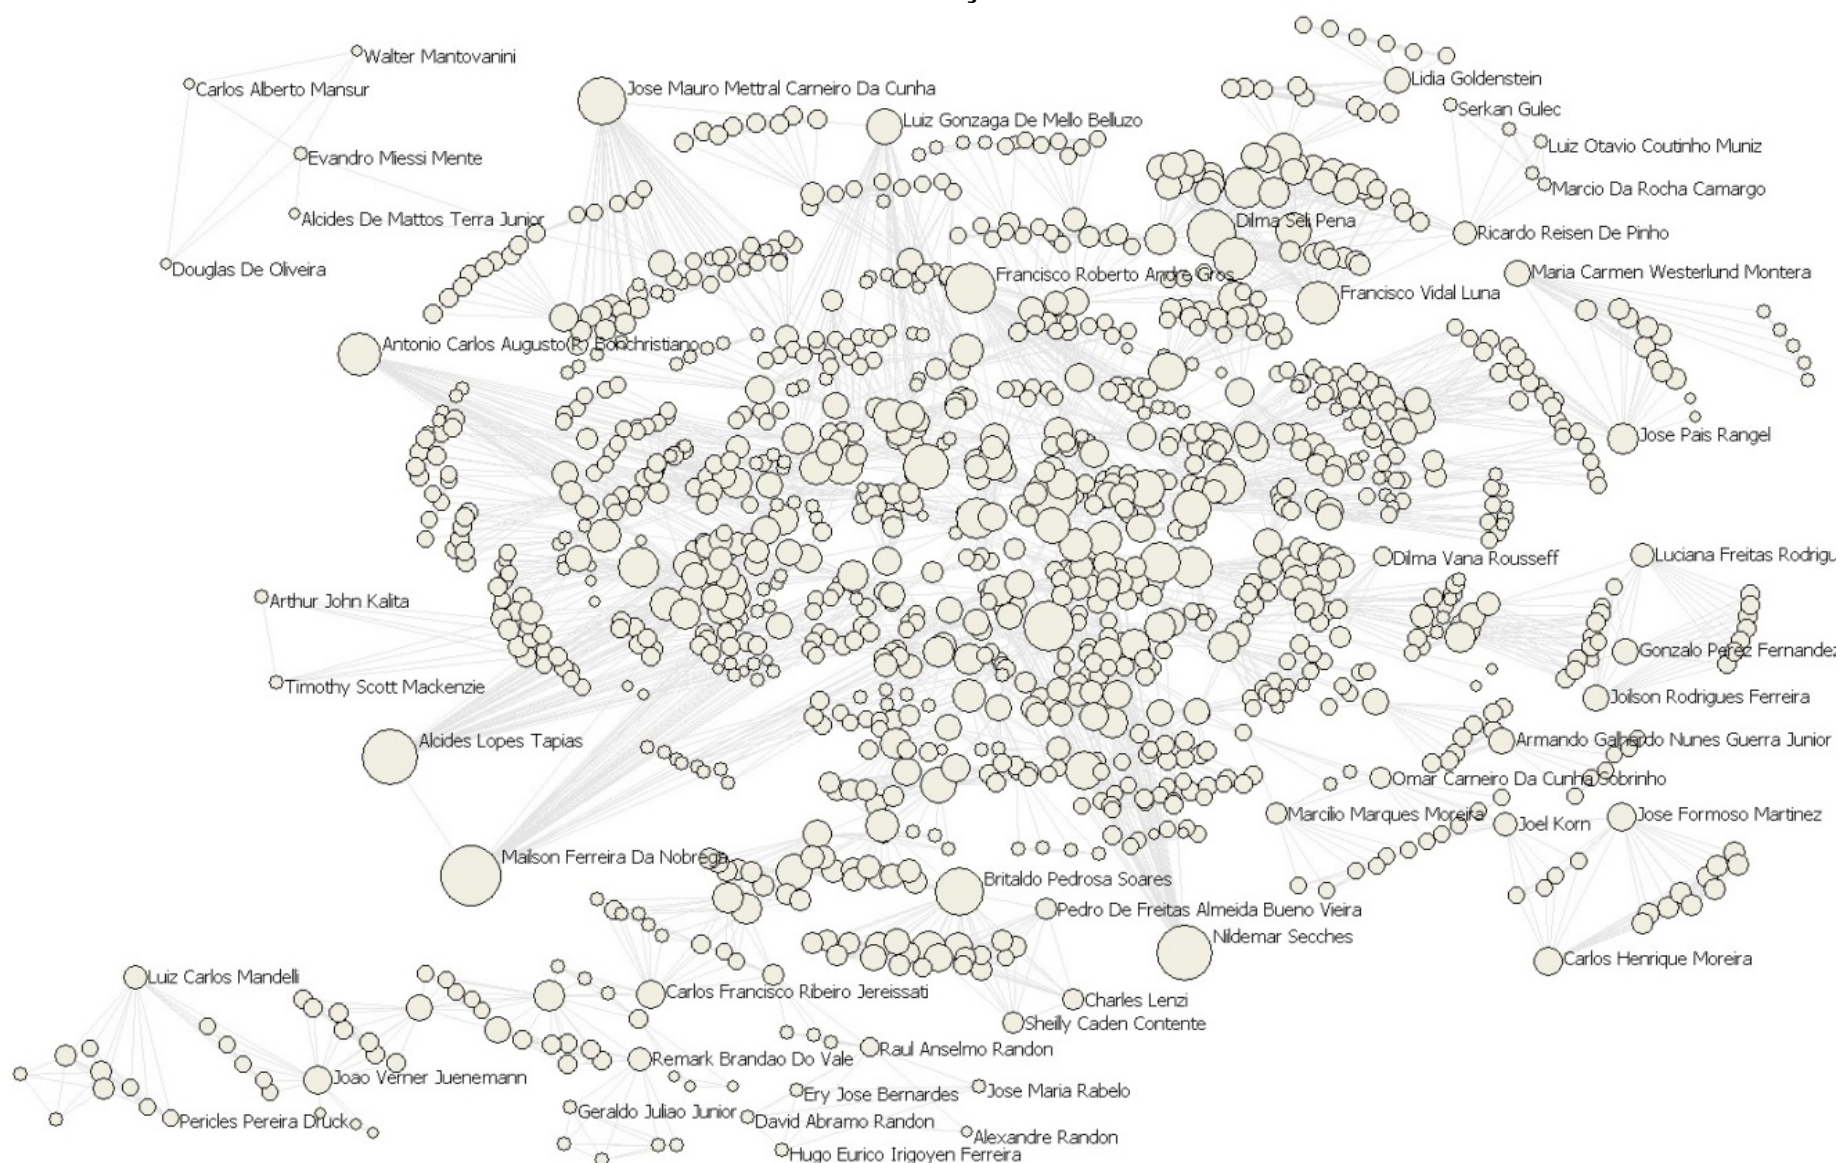 Walter Mantovanini
Carlos Alberto Mansur
Jose Mauro Mettral Carneiro Da Cunha
Lidia Goldenstein
Serkan Gulec
Luiz Gonzaga De Mello Belluzo
Luiz Otavio Coutinho Muniz
Evandro Miessi Mente
Marcio Da Rocha Camargo
Alcides De Mattos Terra Junior
Dilma Seli Pena
Ricardo Reisen De Pinho
Douglas De Oliveira
Francisco Roberto Andre Gros
Maria Carmen Westerlund Montera
Francisco Vidal Luna
Antonio Carlos Augusto(R) Bonchristiano
Jose Pais Rangel
Dilma Vana Rousseff
Luciana Freitas Rodrigu
Arthur John Kalita
Gonzalo Perez Fernandez
Timothy Scott Mackenzie
Joilson Rodrigues Ferreira
Alcides Lopes Tapias
Armando Galhardo Nunes Guerra Junior
Omar Carneiro Da Cunha Sobrinho
Marcilio Marques Moreira
Joel Korn
Jose Formoso Martinez
Mailson Ferreira Da Nobrega
Britaldo Pedrosa Soares
Pedro De Freitas Almeida Bueno Vieira
Nildemar Secches
Carlos Henrique Moreira
Luiz Carlos Mandelli
Carlos Francisco Ribeiro Jereissati
Charles Lenzi
Sheilly Caden Contente
Raul Anselmo Randon
Remark Brandao Do Vale
Joao Verner Juenemann
Jose Maria Rabelo
Ery Jose Bernardes
Geraldo Juliao Junior
David Abramo Randon
Pericles Pereira Druck
Alexandre Randon
Hugo Eurico Irigoyen Ferreira